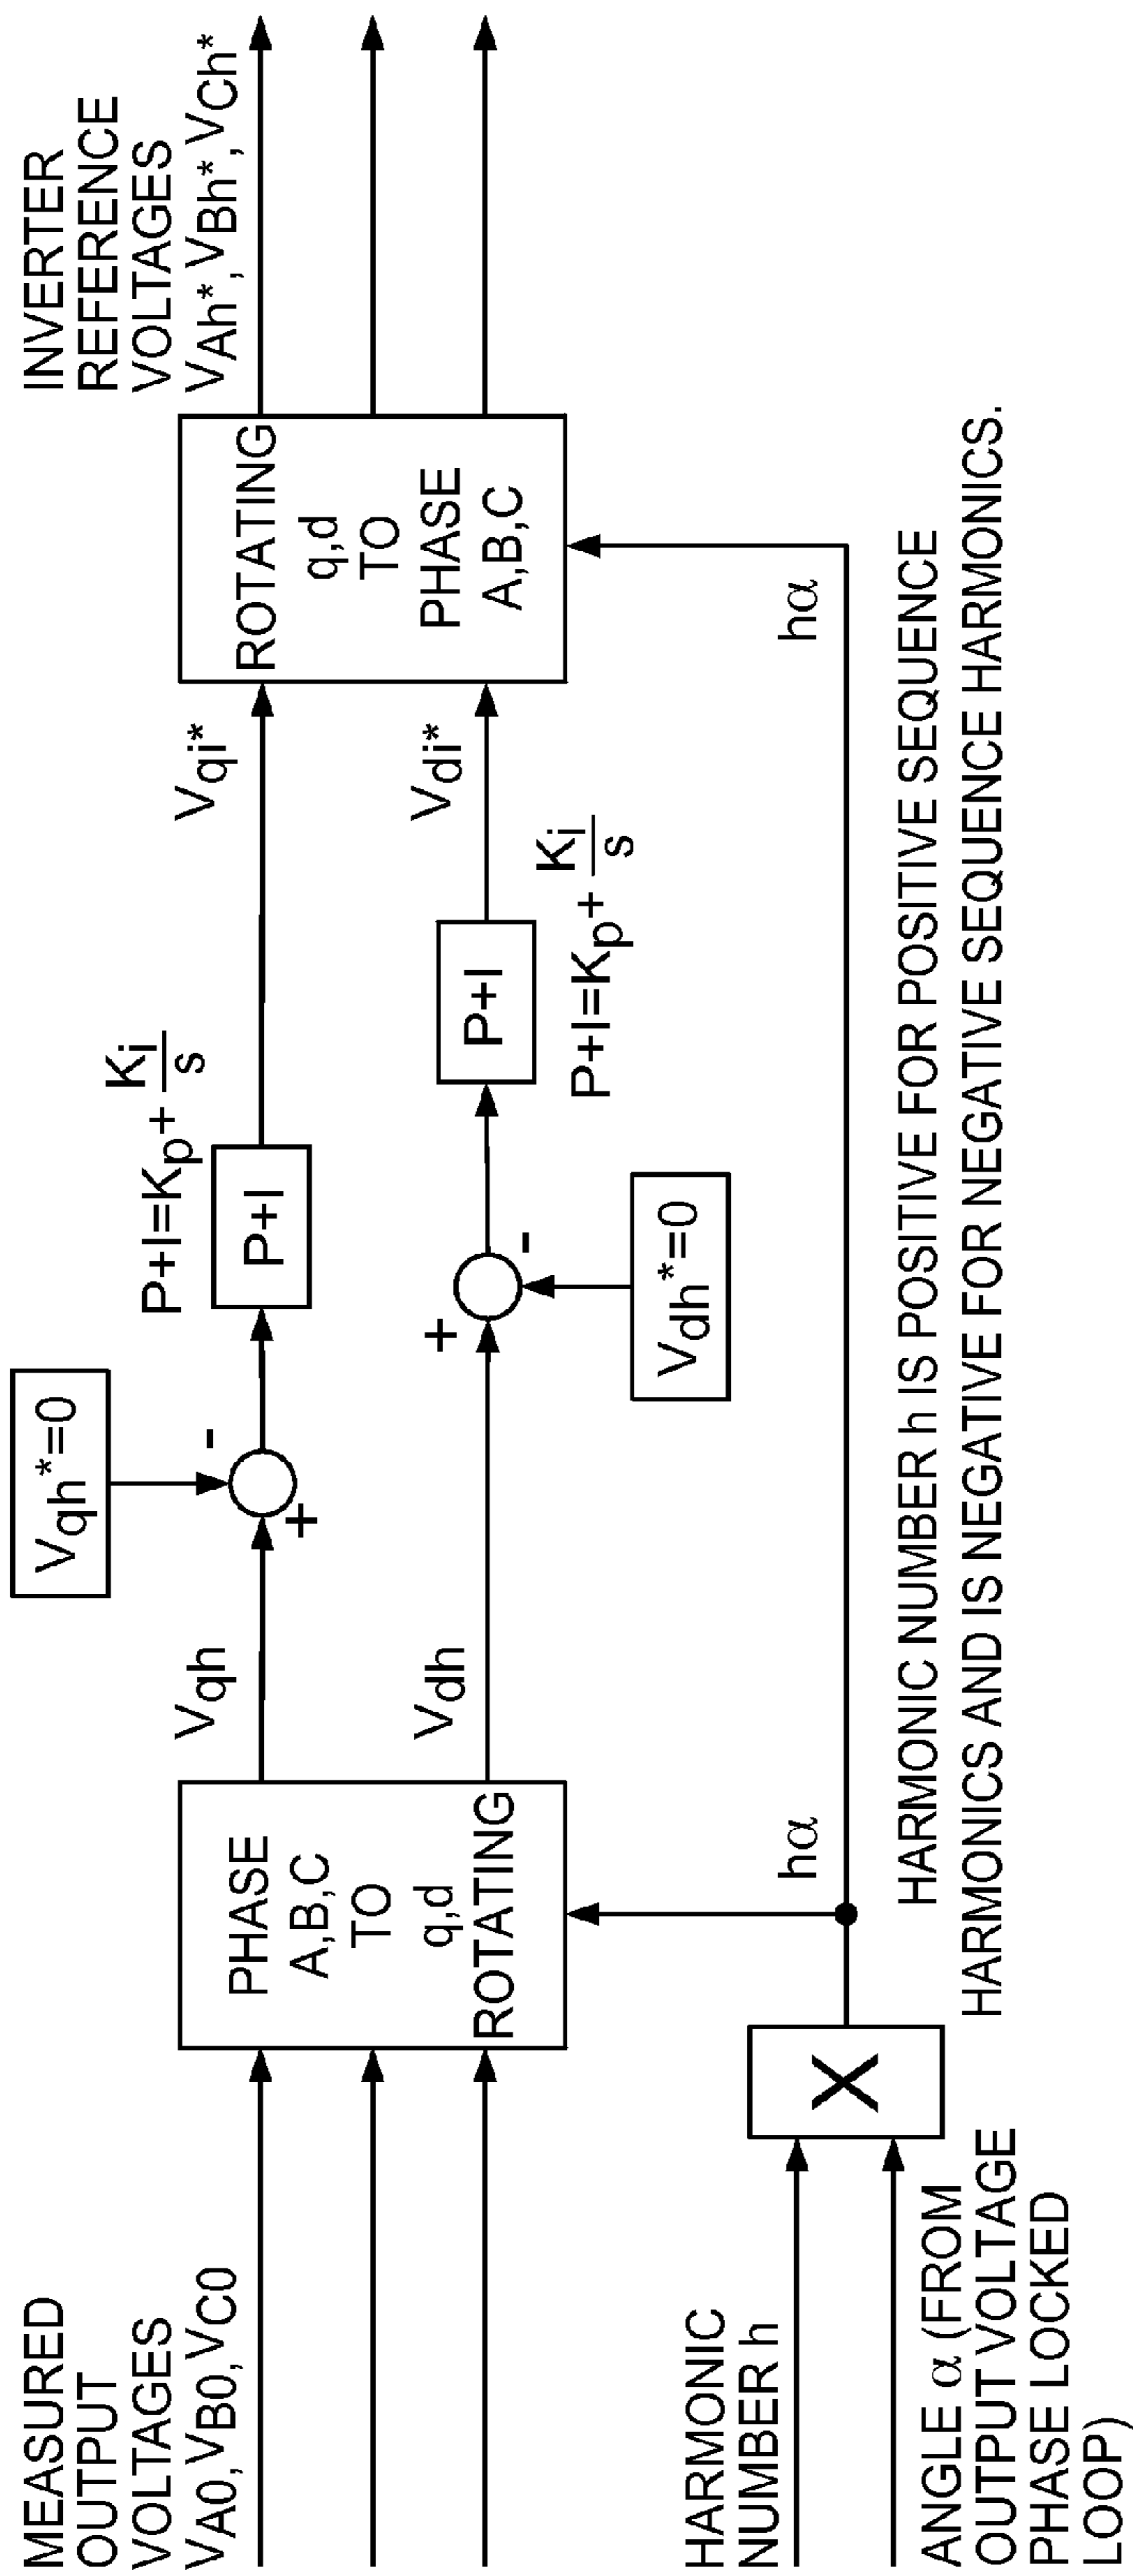 MEASURED
OUTPUT
VOLTAGES
VA0,VB0,VC0
PHASE
A,B,C
TO
q,d
ROTATING
Vqh
Vdh
Vqh*=0
-
+
P+I=Kp+Ki/s
P+I
+
-
Vdh*=0
P+I
P+I=Kp+Ki/s
Vqi*
Vdi*
ROTATING
q,d
TO
PHASE
A,B,C
INVERTER
REFERENCE
VOLTAGES
VAh*,VBh*,VCh*
HARMONIC
NUMBER h
ANGLE α (FROM
OUTPUT VOLTAGE
PHASE LOCKED
LOOP)
X
hα
hα
HARMONIC NUMBER h IS POSITIVE FOR POSITIVE SEQUENCE
HARMONICS AND IS NEGATIVE FOR NEGATIVE SEQUENCE HARMONICS.